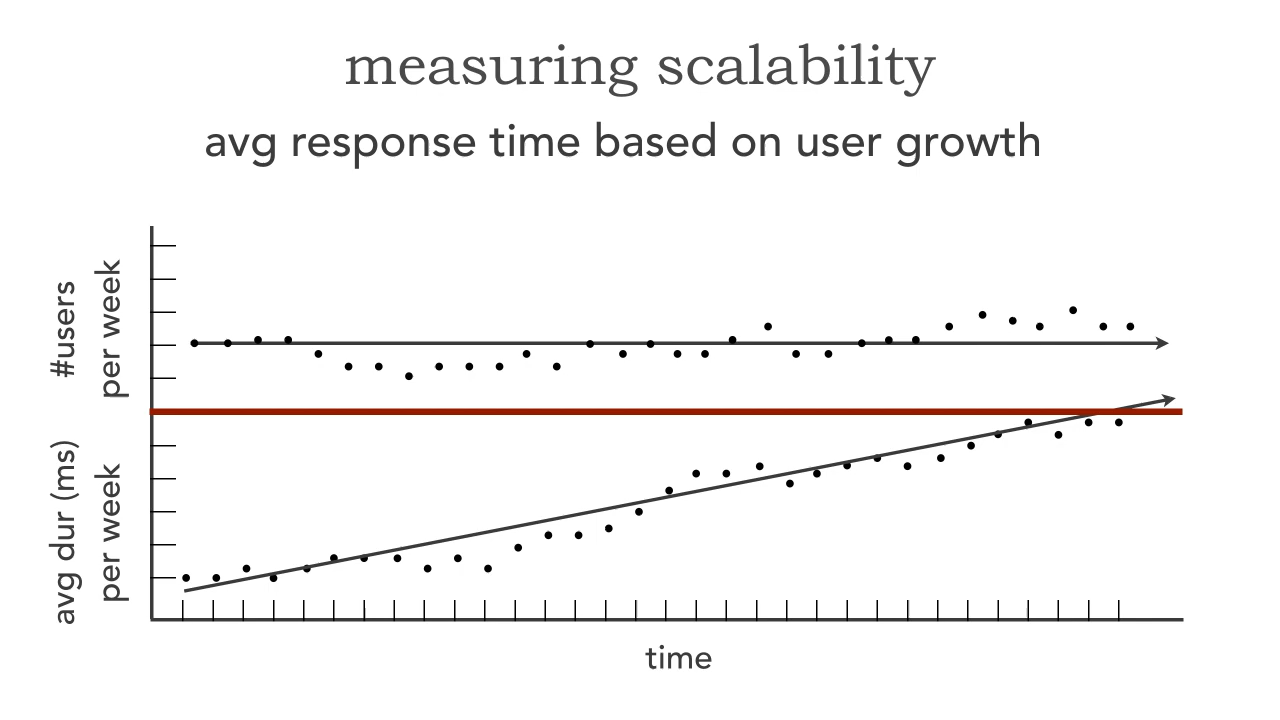 measuring scalability
avg response time based on user growth
#users
per week
avg dur (ms)
per week
time